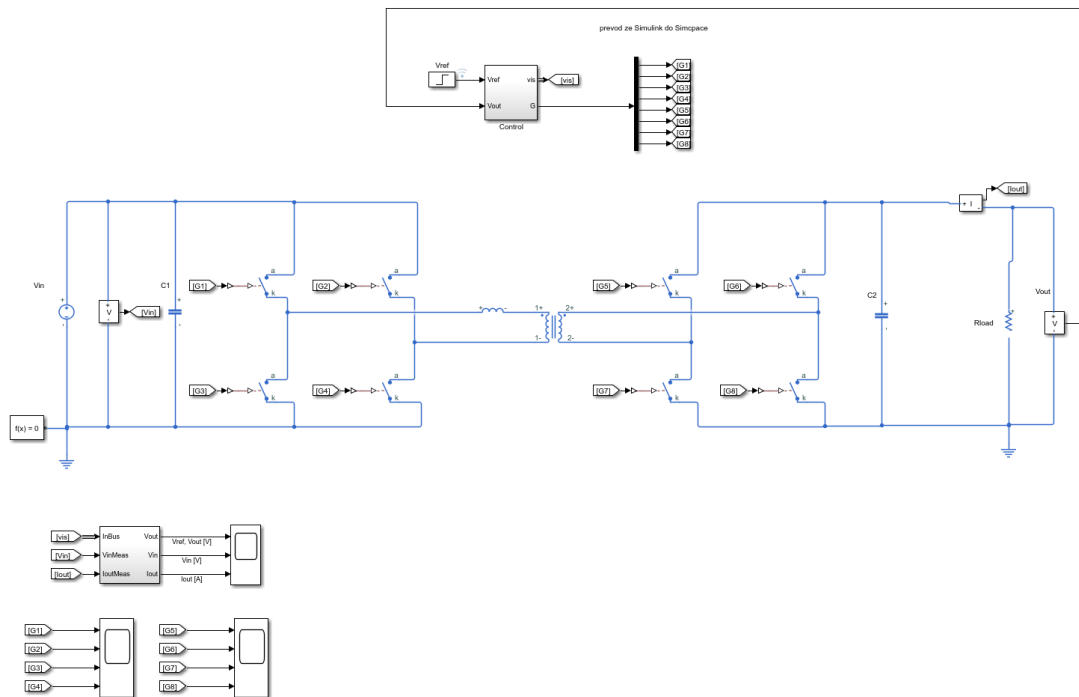 prevod ze Simulink do Simcpace
Vref
Vref
vis
[vis]
Vout
G
Control
[G1]
[G2]
[G3]
[G4]
[G5]
[G6]
[G7]
[G8]
[Iout]
+ I -
Vin
+
-
+
V
-
[Vin]
C1
+
-
[G1]
a
k
[G2]
a
k
[G3]
a
k
[G4]
a
k
+
-
1+
1-
2+
2-
[G5]
a
k
[G6]
a
k
[G7]
a
k
[G8]
a
k
C2
+
-
Rload
+
Vout
+
V
-
f(x) = 0
[vis]
[Vin]
[Iout]
InBus
VinMeas
IoutMeas
Vout
Vin
Iout
Vref, Vout [V]
Vin [V]
Iout [A]
[G1]
[G2]
[G3]
[G4]
[G5]
[G6]
[G7]
[G8]